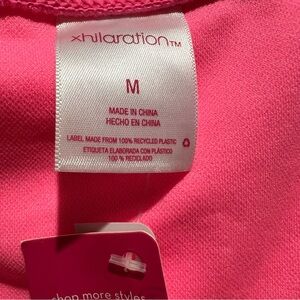 xhilaration™
M
MADE IN CHINA
HECHO EN CHINA
LABEL MADE FROM 100% RECYCLED PLASTIC
ETIQUETA ELABORADA CON PLÁSTICO
100 % RECICLADO
shop more styles